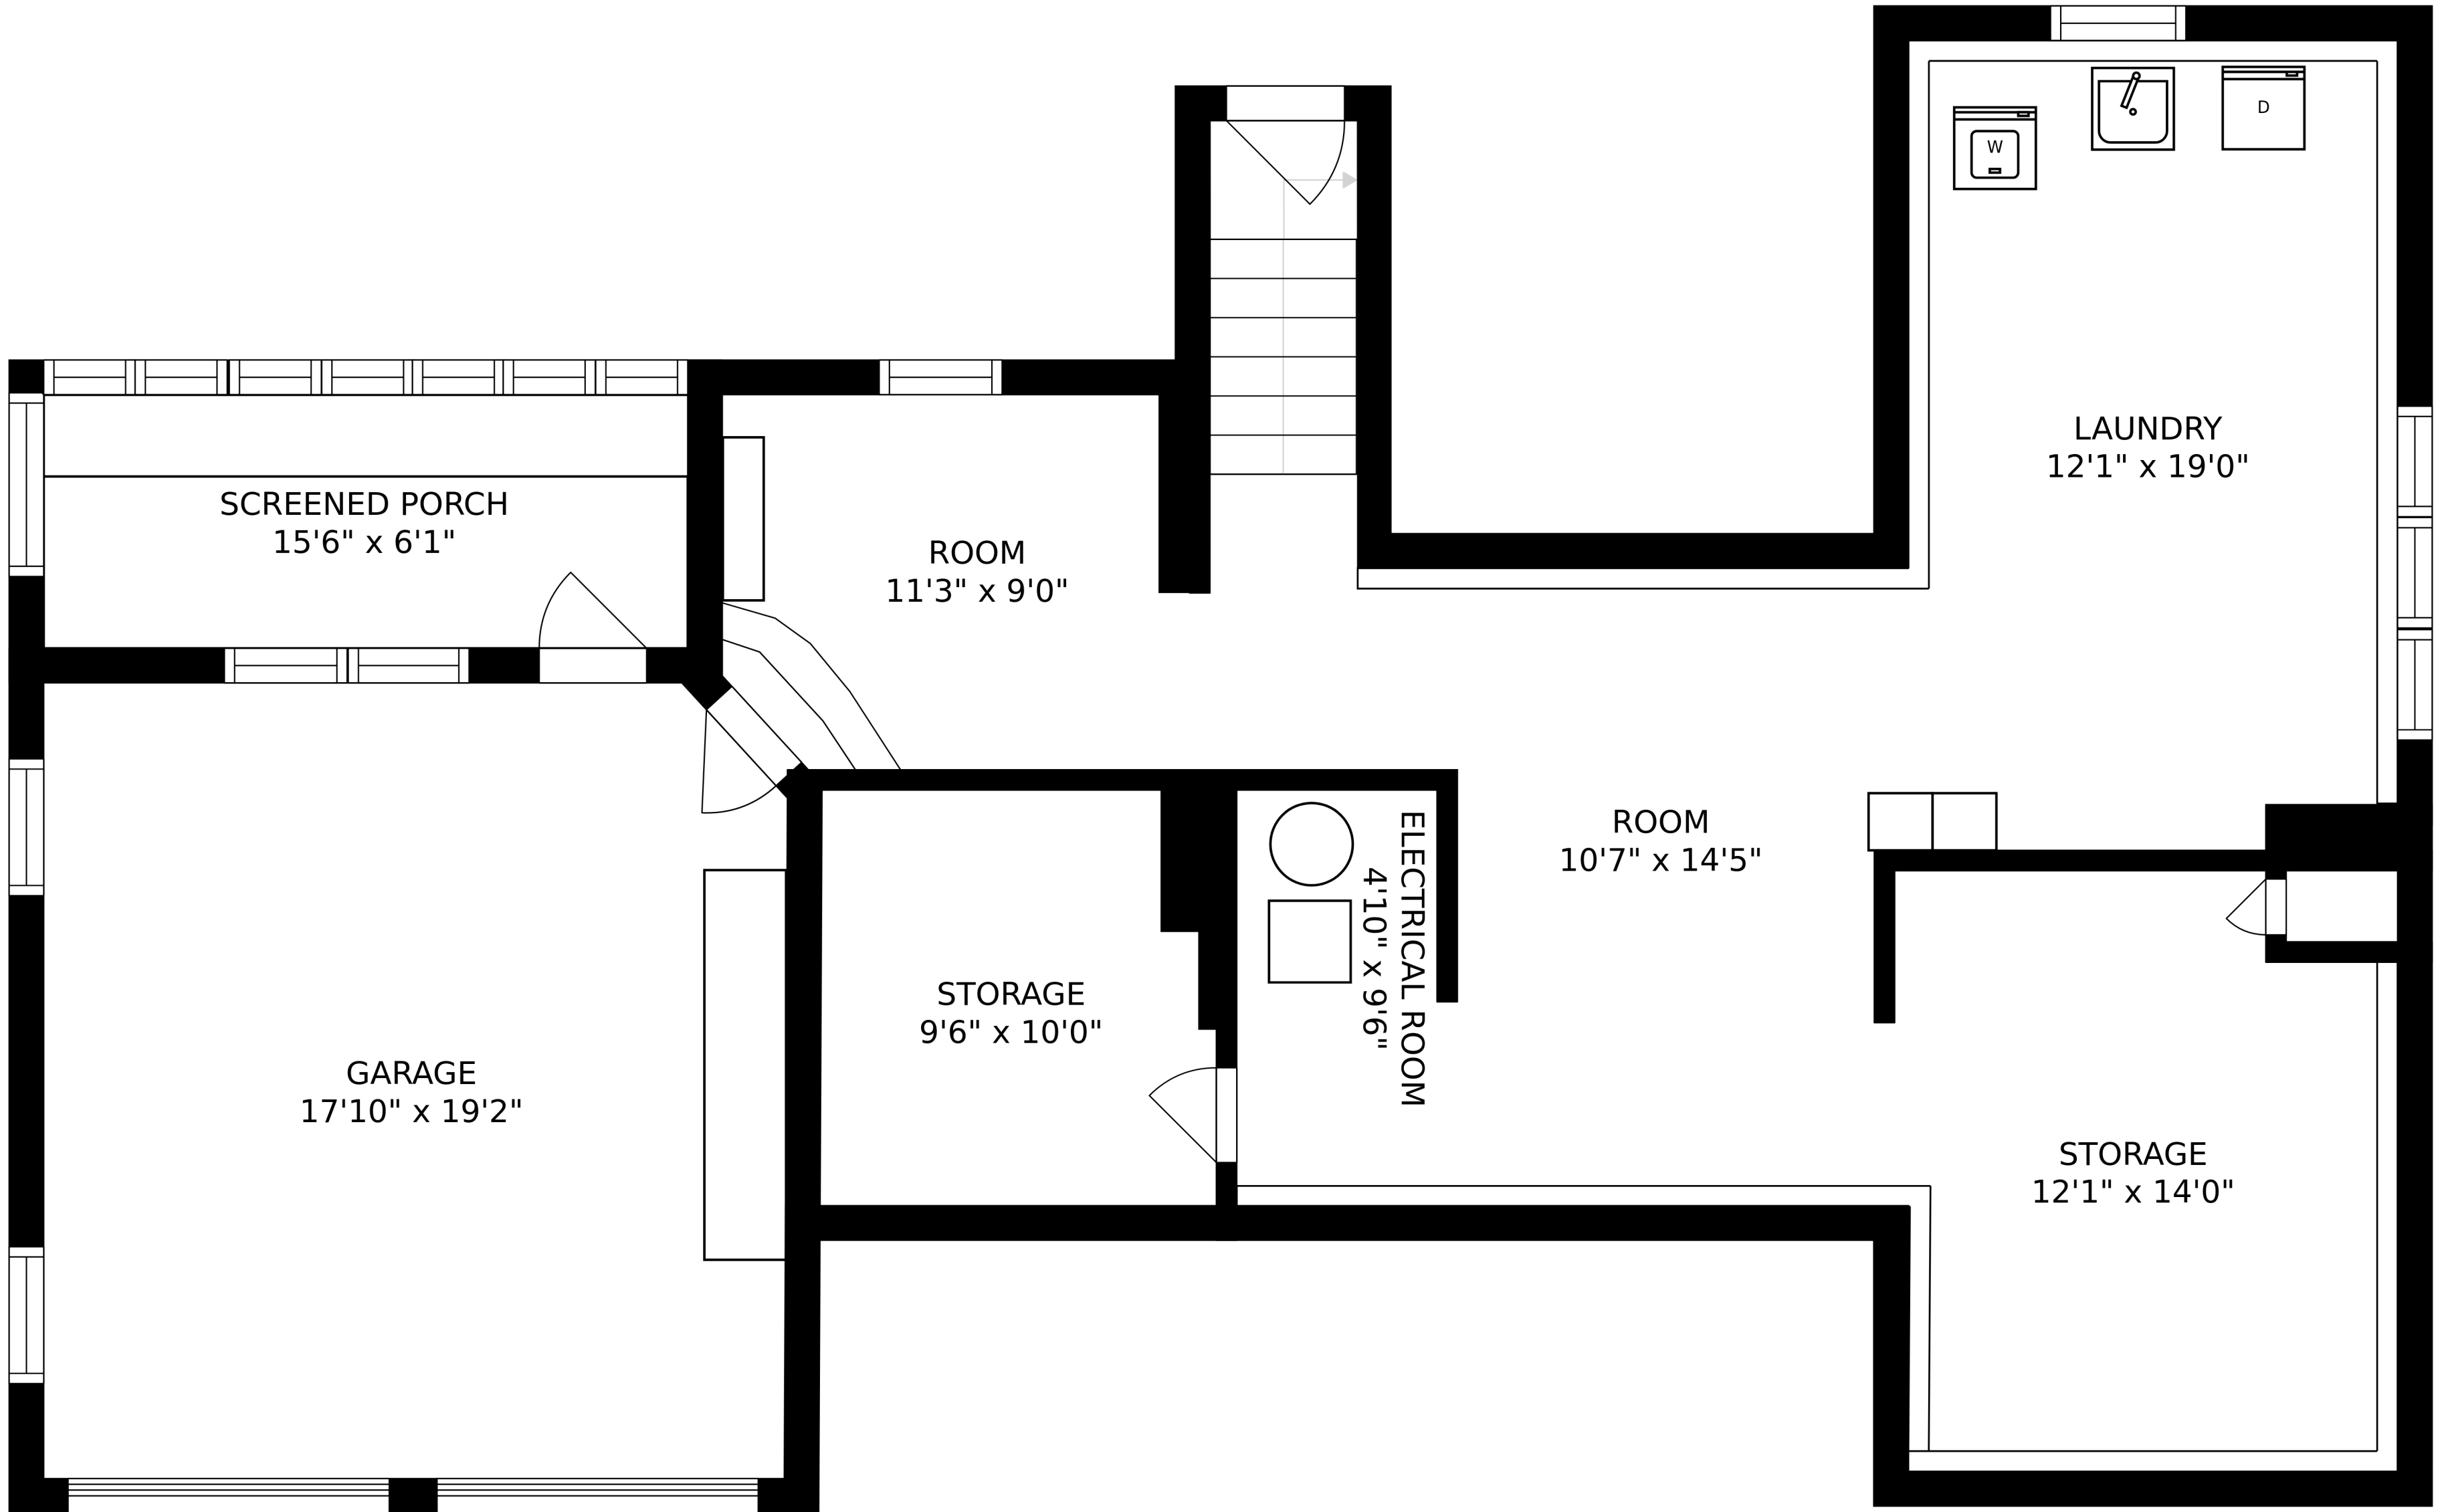 W
D
LAUNDRY
12'1" x 19'0"
SCREENED PORCH
15'6" x 6'1"
ROOM
11'3" x 9'0"
ROOM
10'7" x 14'5"
ELECTRICAL ROOM
4'10" x 9'6"
STORAGE
9'6" x 10'0"
GARAGE
17'10" x 19'2"
STORAGE
12'1" x 14'0"